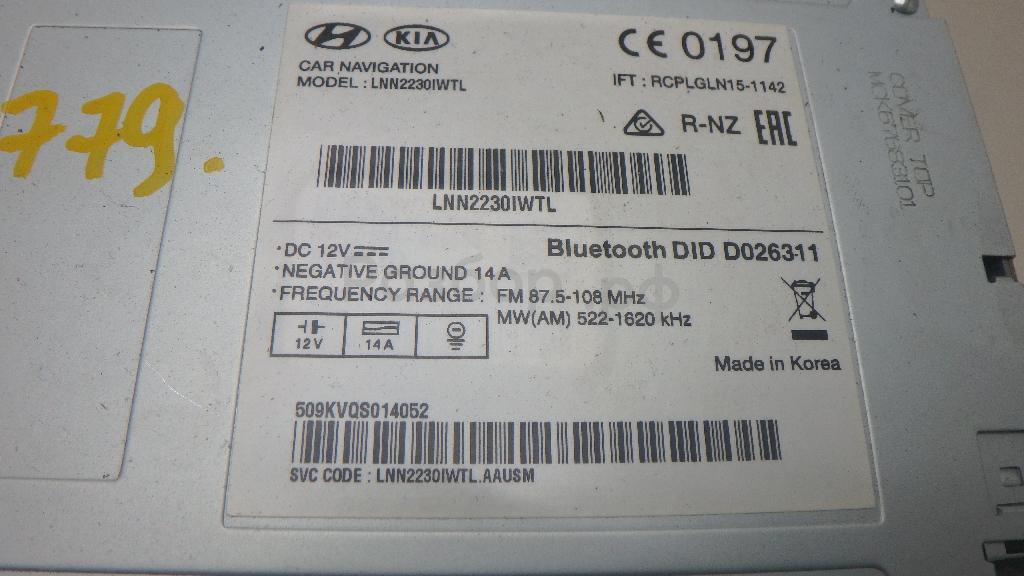 779.
KIA
CAR NAVIGATION
MODEL : LNN2230IWTL
CE 0197
IFT : RCPLGLN15-1142
R-NZ EAC
LNN2230IWTL
•DC 12V
•NEGATIVE GROUND 14A
•FREQUENCY RANGE : FM 87.5-108 MHz
MW(AM) 522-1620 kHz
Bluetooth DID D026311
12V
14A
Made in Korea
509KVQS014052
SVC CODE : LNN2230IWTL.AAUSM
COVER TOP